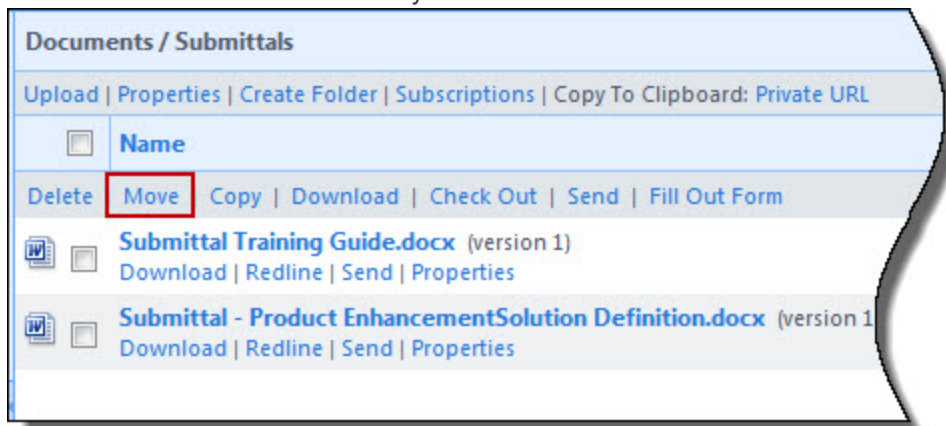 Documents / Submittals
Upload | Properties | Create Folder | Subscriptions | Copy To Clipboard: Private URL
Name
Delete Move Copy | Download | Check Out | Send | Fill Out Form
Submittal Training Guide.docx (version 1)
Download | Redline | Send | Properties
Submittal - Product EnhancementSolution Definition.docx (version 1
Download | Redline | Send | Properties